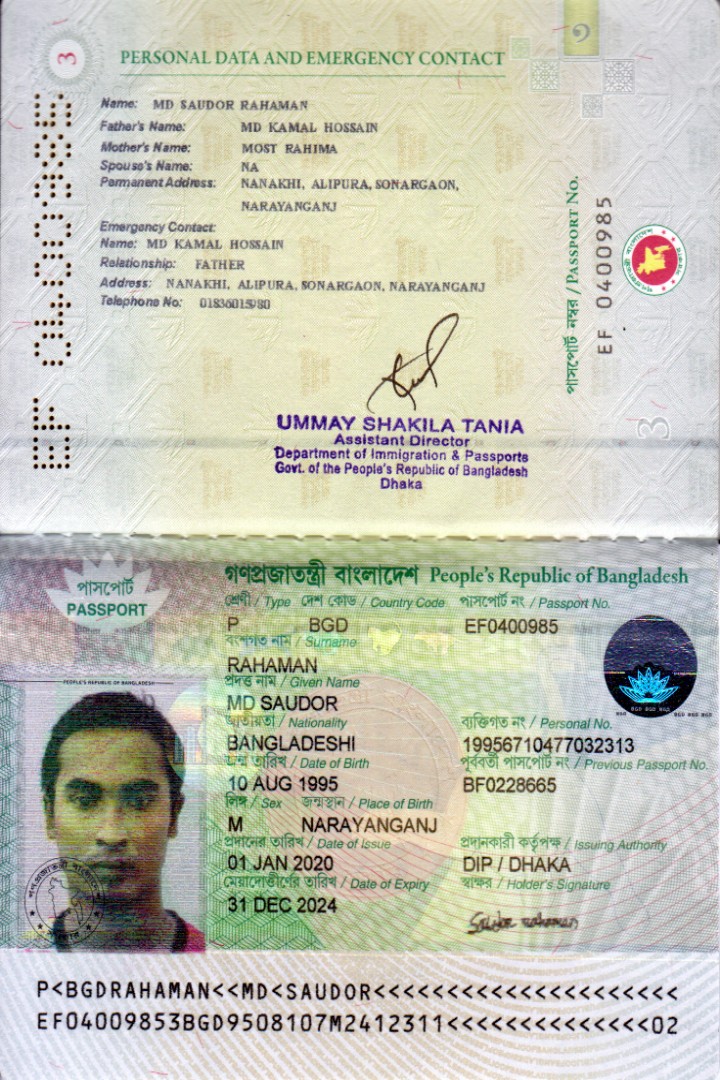 3
PERSONAL DATA AND EMERGENCY CONTACT
Name: MD SAUDOR RAHAMAN
Father's Name: MD KAMAL HOSSAIN
Mother's Name: MOST RAHIMA
Spouse's Name: NA
Permanent Address: NANAKHI, ALIPURA, SONARGAON,
NARAYANGANJ
Emergency Contact:
Name: MD KAMAL HOSSAIN
Relationship: FATHER
Address: NANAKHI, ALIPURA, SONARGAON, NARAYANGANJ
Telephone No:
EF 0400985
পাসপোর্ট নম্বর / PASSPORT No.
EF 0400985
3
UMMAY SHAKILA TANIA
Assistant Director
Department of Immigration & Passports
Govt. of the People's Republic of Bangladesh
Dhaka
পাসপোর্ট
PASSPORT
গণপ্রজাতন্ত্রী বাংলাদেশ People's Republic of Bangladesh
শ্রেণী / Type দেশ কোড / Country Code পাসপোর্ট নং / Passport No.
P BGD EF0400985
বংশগত নাম / Surname
RAHAMAN
প্রদত্ত নাম / Given Name
MD SAUDOR
জাতীয়তা / Nationality ব্যক্তিগত নং / Personal No.
BANGLADESHI 19956710477032313
জন্ম তারিখ / Date of Birth পূর্ববর্তী পাসপোর্ট নং / Previous Passport No.
10 AUG 1995 BF0228665
লিঙ্গ / Sex জন্মস্থান / Place of Birth
M NARAYANGANJ
প্রদানের তারিখ / Date of Issue প্রদানকারী কর্তৃপক্ষ / Issuing Authority
01 JAN 2020 DIP / DHAKA
মেয়াদোত্তীর্ণের তারিখ / Date of Expiry স্বাক্ষর / Holder's Signature
31 DEC 2024
PEOPLE'S REPUBLIC OF BANGLADESH
P<BGDRAHAMAN<<MD<SAUDOR<<<<<<<<<<<<<<<<<<<<<
EF04009853BGD9508107M2412311<<<<<<<<<<<<<<02